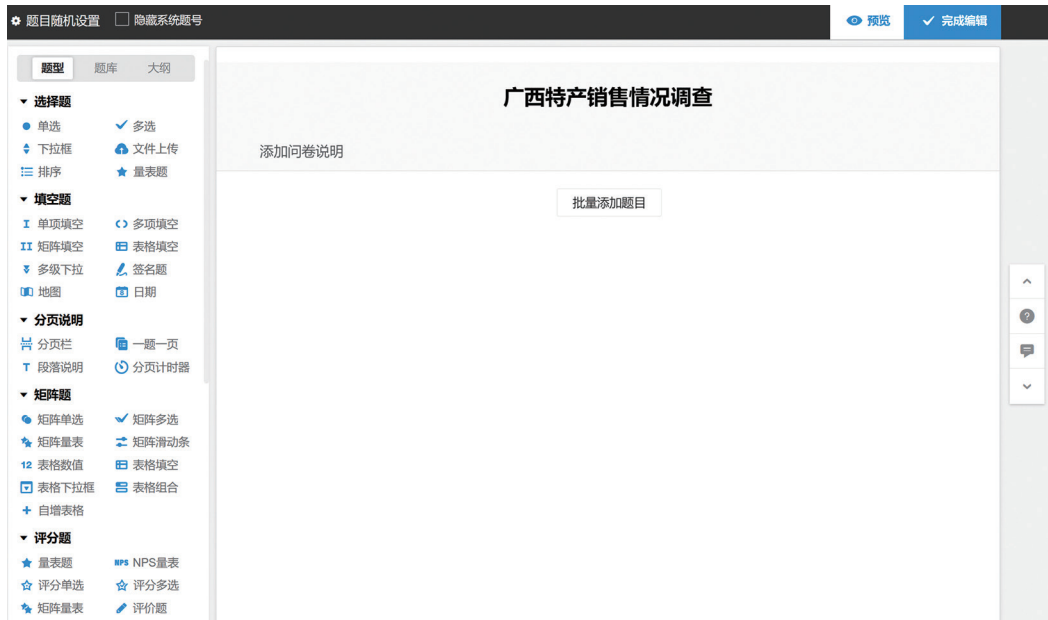 题目随机设置 隐藏系统题号 预览 完成编辑
题型 题库 大纲
选择题
单选 多选
下拉框 文件上传
排序 量表题
填空题
单项填空 多项填空
矩阵填空 表格填空
多级下拉 签名题
地图 日期
分页说明
分页栏 一题一页
段落说明 分页计时器
矩阵题
矩阵单选 矩阵多选
矩阵量表 矩阵滑动条
12 表格数值 表格填空
表格下拉框 表格组合
自增表格
评分题
量表题 NPS NPS量表
评分单选 评分多选
矩阵量表 评价题
广西特产销售情况调查
添加问卷说明
批量添加题目